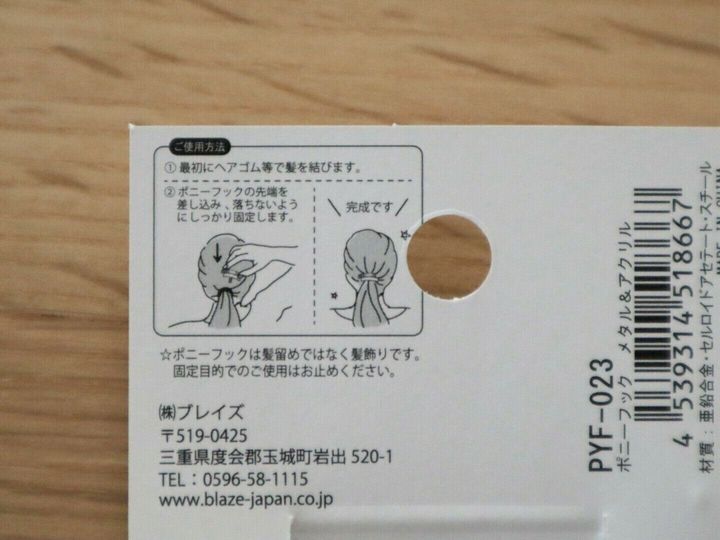 ご使用方法
① 最初にヘアゴム等で髪を結びます。
② ポニーフックの先端を
差し込み、落ちないよう
にしっかり固定します。
完成です
☆ポニーフックは髪留めではなく髪飾りです。
固定目的でのご使用はお止めください。
㈱ブレイズ
〒519-0425
三重県度会郡玉城町岩出 520-1
TEL：0596-58-1115
www.blaze-japan.co.jp
PYF-023
ポニーフック メタル&アクリル
4 539314 518667
材質：亜鉛合金・セルロイドアセテート・スチール